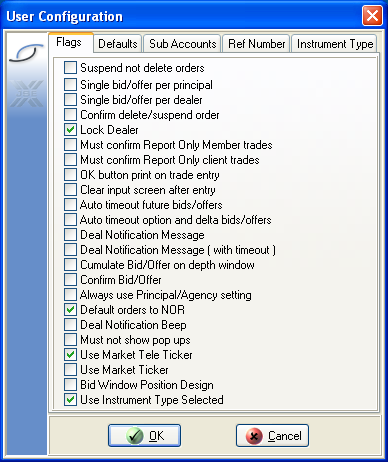 User Configuration
Flags Defaults Sub Accounts Ref Number Instrument Type
Suspend not delete orders
Single bid/offer per principal
Single bid/offer per dealer
Confirm delete/suspend order
Lock Dealer
Must confirm Report Only Member trades
Must confirm Report Only client trades
OK button print on trade entry
Clear input screen after entry
Auto timeout future bids/offers
Auto timeout option and delta bids/offers
Deal Notification Message
Deal Notification Message ( with timeout )
Cumulate Bid/Offer on depth window
Confirm Bid/Offer
Always use Principal/Agency setting
Default orders to NOR
Deal Notification Beep
Must not show pop ups
Use Market Tele Ticker
Use Market Ticker
Bid Window Position Design
Use Instrument Type Selected
OK Cancel